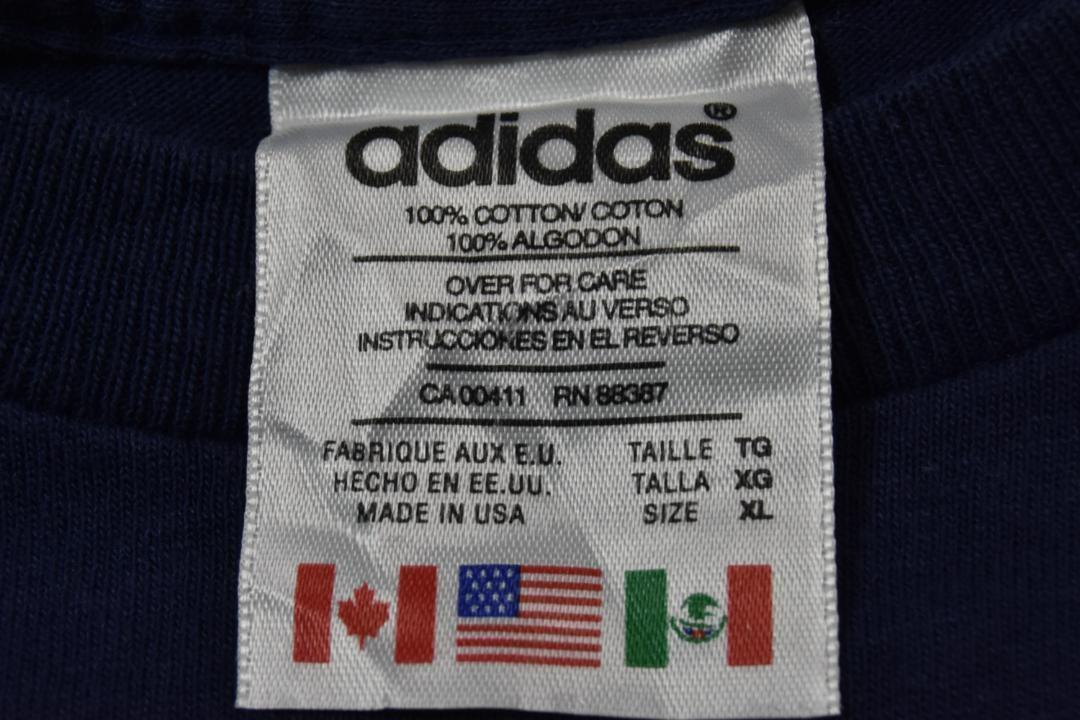 adidas®
100% COTTON/ COTON
100% ALGODON
OVER FOR CARE
INDICATIONS AU VERSO
INSTRUCCIONES EN EL REVERSO
CA 00411 RN 88387
FABRIQUE AUX E.U. TAILLE TG
HECHO EN EE.UU. TALLA XG
MADE IN USA SIZE XL